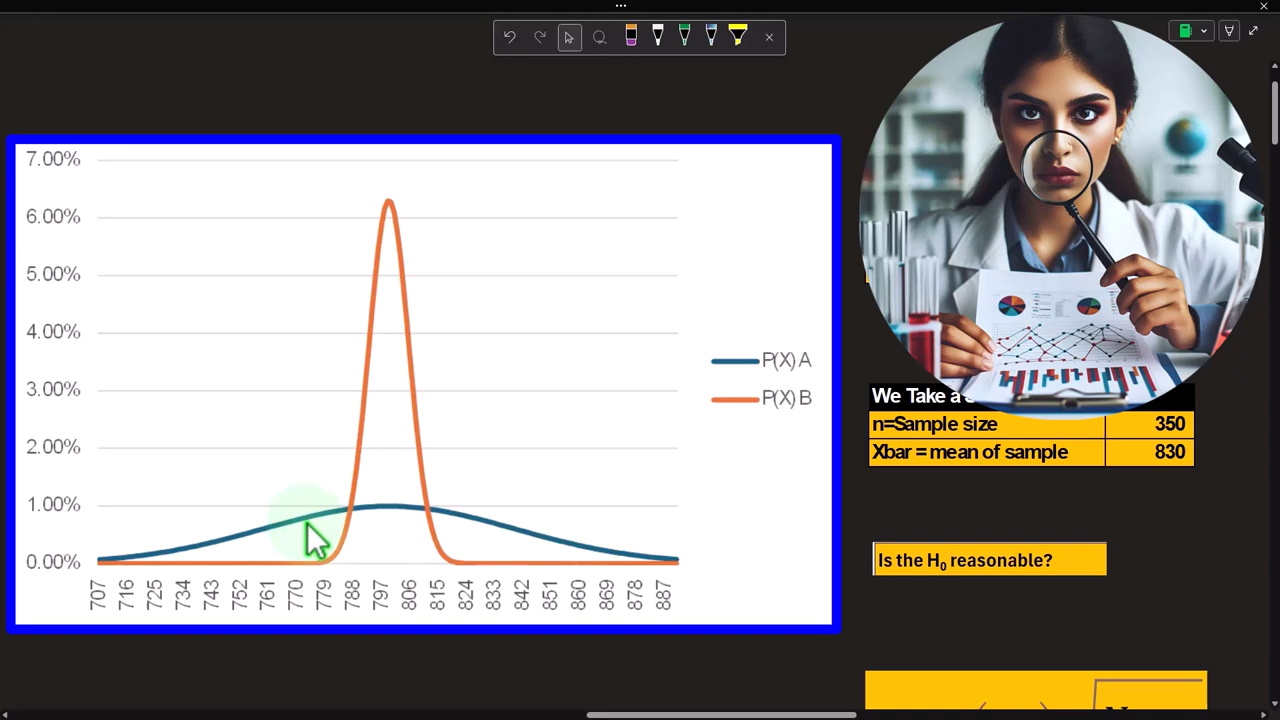 7.00%
6.00%
5.00%
4.00%
3.00%
2.00%
1.00%
0.00%
707 716 725 734 743 752 761 770 779 788 797 806 815 824 833 842 851 860 869 878 887
P(X) A
P(X) B
We Take a
n=Sample size 350
Xbar = mean of sample 830
Is the H₀ reasonable?